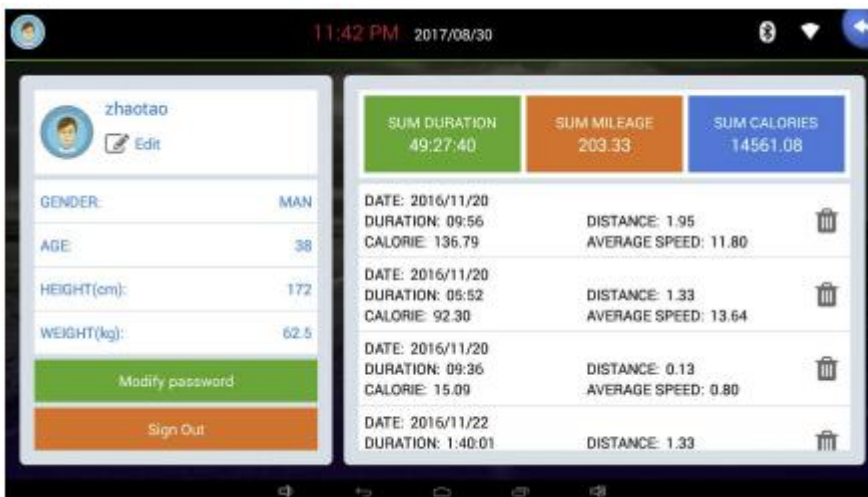 11:42 PM 2017/08/30
zhaotao
Edit
GENDER: MAN
AGE: 38
HEIGHT(cm): 172
WEIGHT(kg): 62.5
Modify password
Sign Out
SUM DURATION
49:27:40
SUM MILEAGE
203.33
SUM CALORIES
14561.08
DATE: 2016/11/20
DURATION: 09:56 DISTANCE: 1.95
CALORIE: 136.79 AVERAGE SPEED: 11.80
DATE: 2016/11/20
DURATION: 05:52 DISTANCE: 1.33
CALORIE: 92.30 AVERAGE SPEED: 13.64
DATE: 2016/11/20
DURATION: 09:36 DISTANCE: 0.13
CALORIE: 15.09 AVERAGE SPEED: 0.80
DATE: 2016/11/22
DURATION: 1:40:01 DISTANCE: 1.33